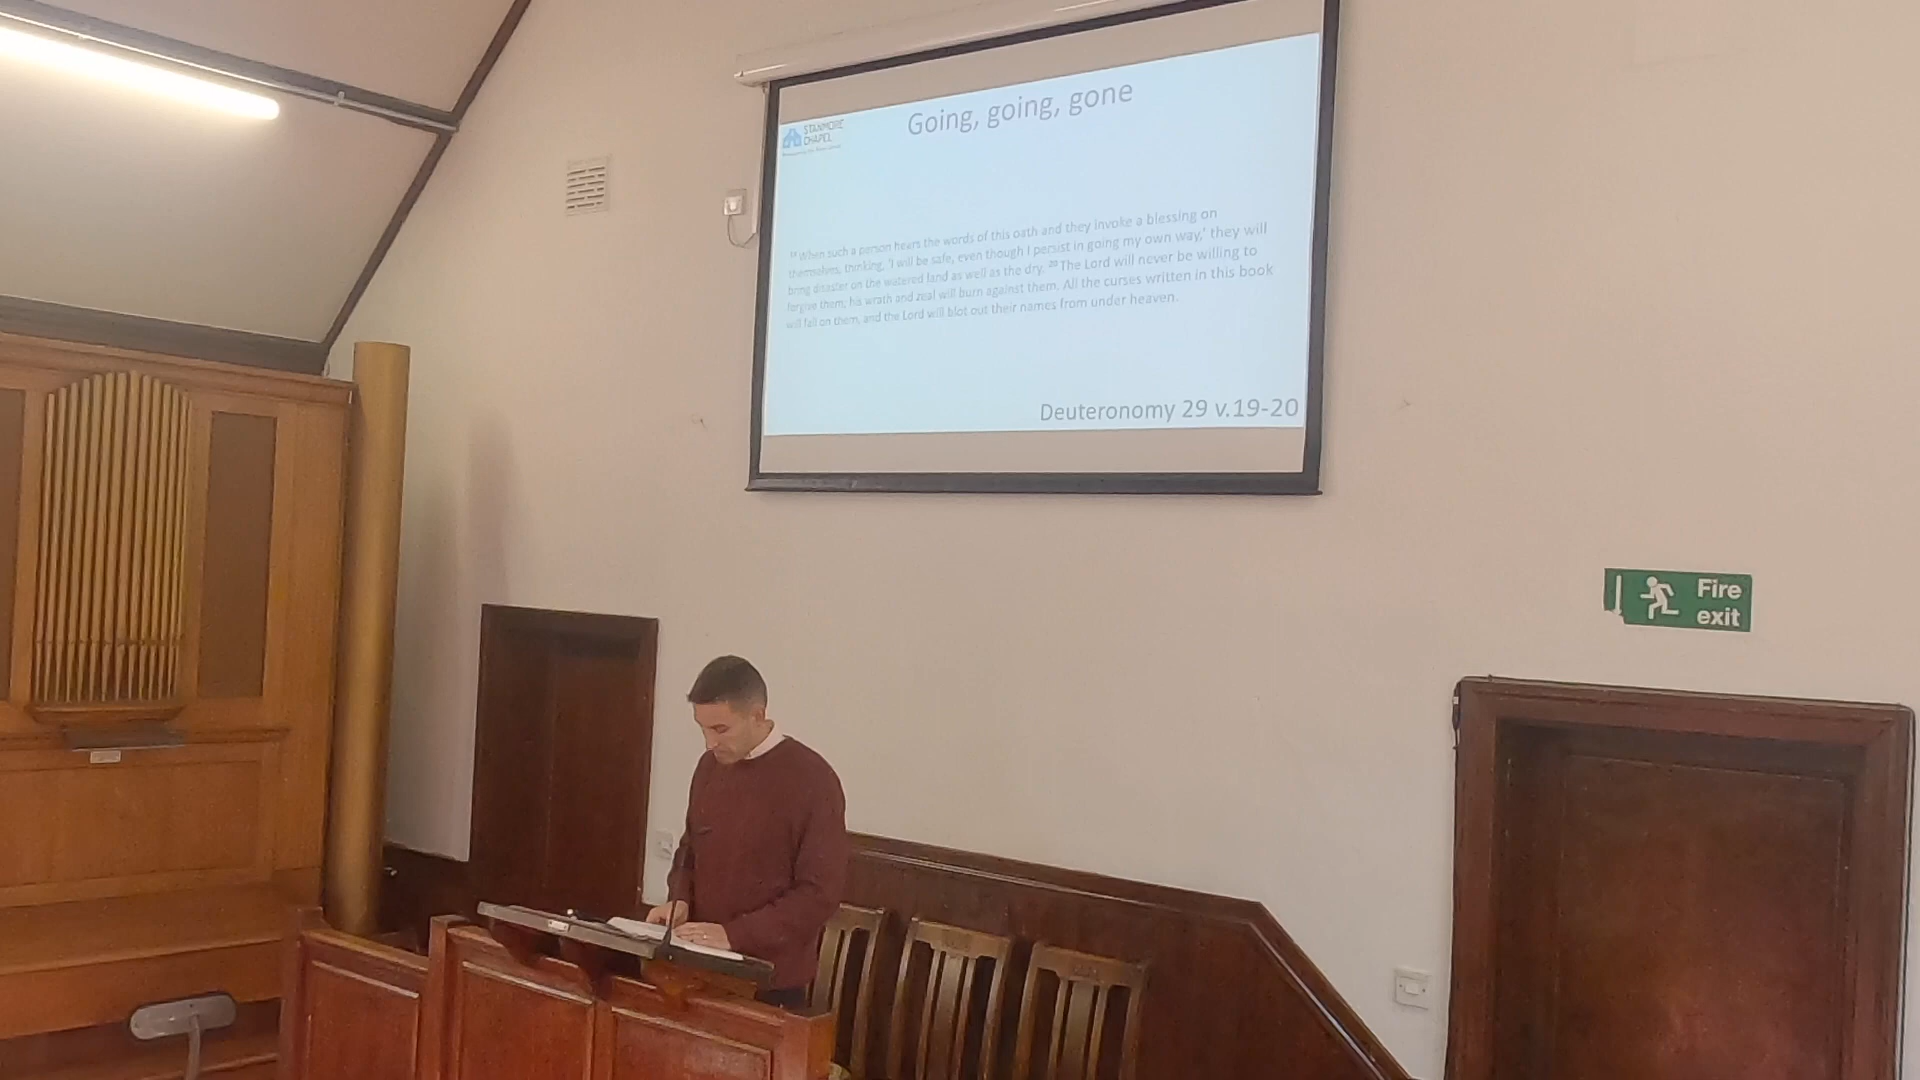 Going, going, gone
STANMORE
CHAPEL
¹⁹ When such a person hears the words of this oath and they invoke a blessing on
themselves, thinking, 'I will be safe, even though I persist in going my own way,' they will
bring disaster on the watered land as well as the dry. ²⁰ The Lord will never be willing to
forgive them; his wrath and zeal will burn against them. All the curses written in this book
will fall on them, and the Lord will blot out their names from under heaven.
Deuteronomy 29 v.19-20
Fire
exit